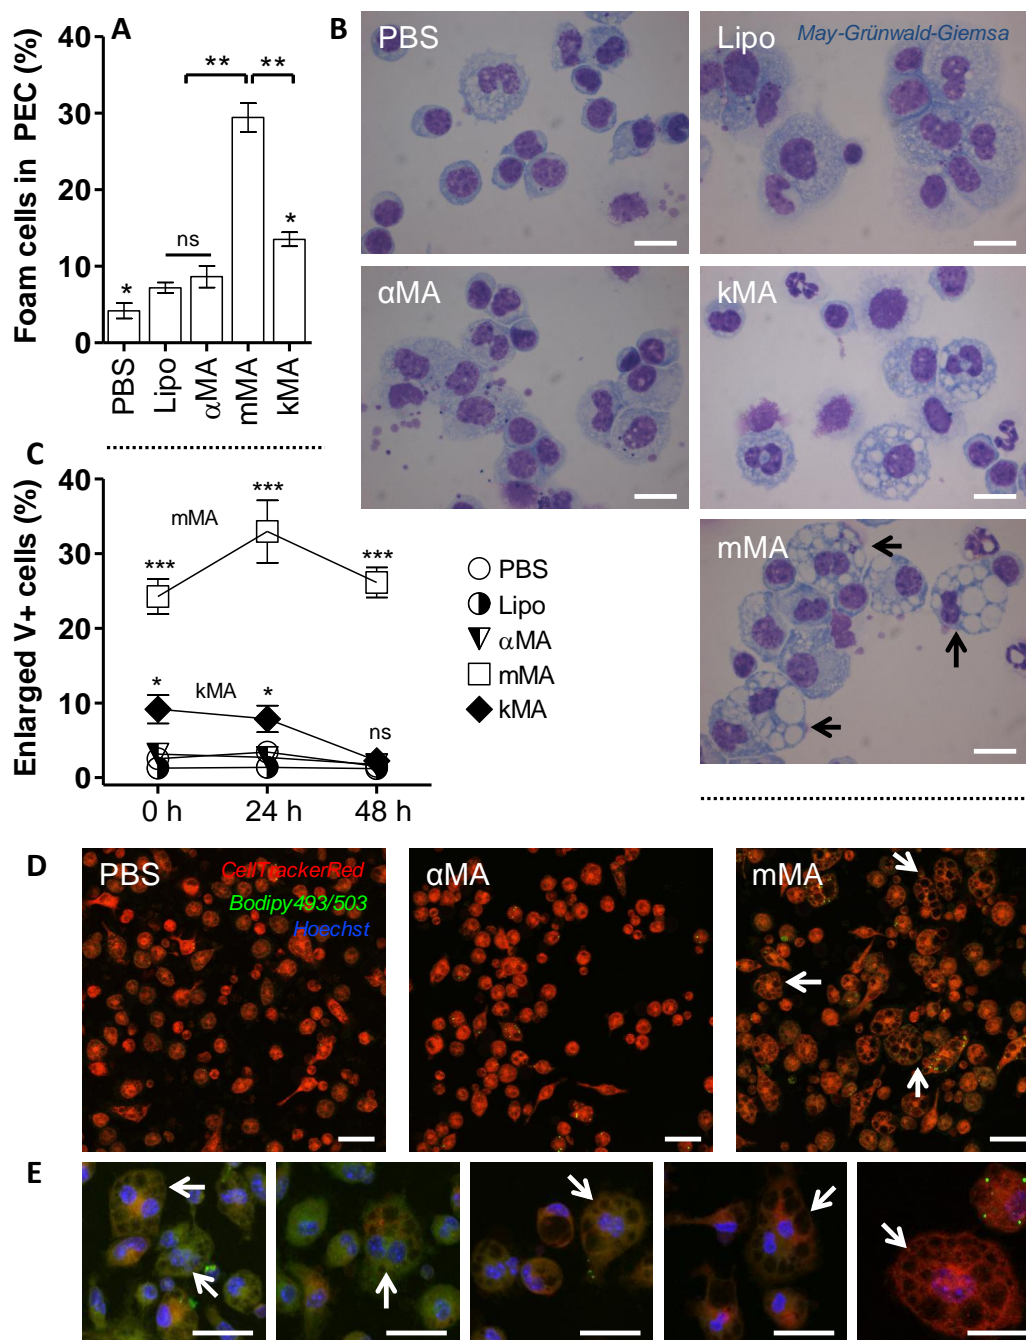 A
Foam cells in PEC (%)
40
30
20
10
0
**
**
ns
*
*
PBS
Lipo
αMA
mMA
kMA
B
PBS
Lipo
May-Grünwald-Giemsa
αMA
kMA
mMA
C
Enlarged V+ cells (%)
40
30
20
10
0
***
mMA
***
***
*
kMA
*
ns
0 h
24 h
48 h
PBS
Lipo
αMA
mMA
kMA
D
PBS
CellTrackerRed
Bodipy493/503
Hoechst
αMA
mMA
E